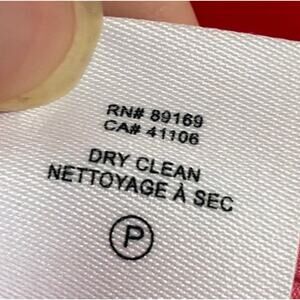 RN# 89169
CA# 41106
DRY CLEAN
NETTOYAGE À SEC
P